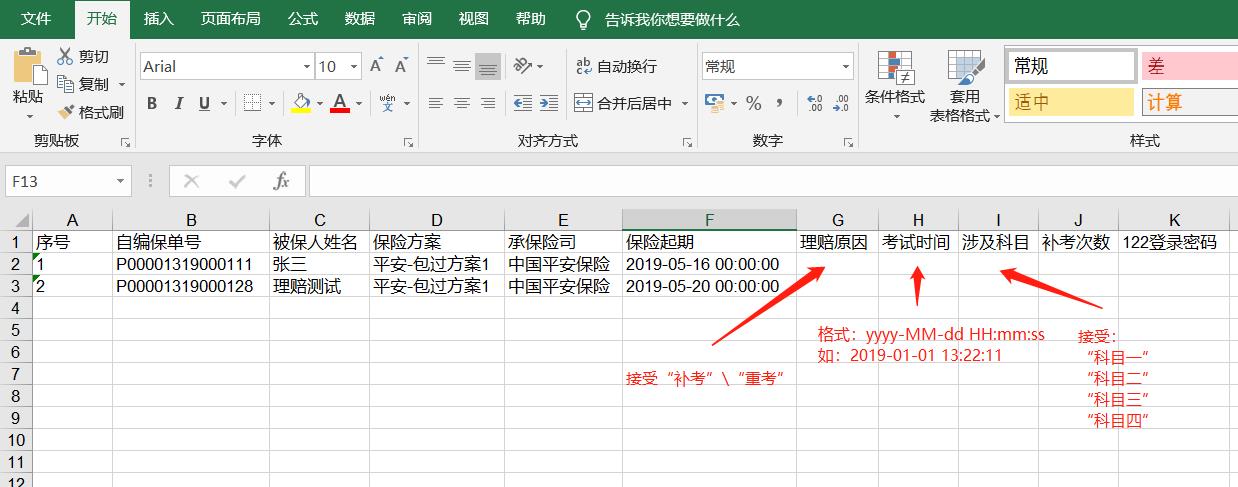 文件 开始 插入 页面布局 公式 数据 审阅 视图 帮助 告诉我你想要做什么
粘贴
剪切
复制
格式刷
剪贴板
Arial 10 A A
B I U A wén 文
字体
ab 自动换行
合并后居中
对齐方式
常规
% ,
数字
条件格式
套用
表格格式
常规 差
适中 计算
样式
F13 fx
A B C D E F G H I J K
1 序号 自编保单号 被保人姓名 保险方案 承保险司 保险起期 理赔原因 考试时间 涉及科目 补考次数 122登录密码
2 1 P00001319000111 张三 平安-包过方案1 中国平安保险 2019-05-16 00:00:00
3 2 P00001319000128 理赔测试 平安-包过方案1 中国平安保险 2019-05-20 00:00:00
4
5
6
7
8
9
10
11
12
接受“补考”\“重考”
格式：yyyy-MM-dd HH:mm:ss
如：2019-01-01 13:22:11
接受：
“科目一”
“科目二”
“科目三”
“科目四”